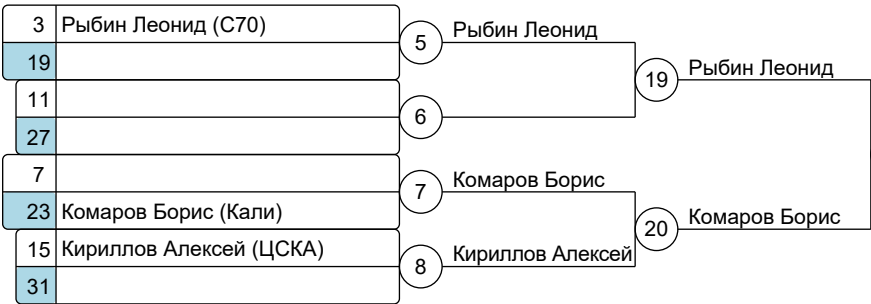 3 Рыбин Леонид (С70)
19
5 Рыбин Леонид
11
27
6
19 Рыбин Леонид
7
23 Комаров Борис (Кали)
7 Комаров Борис
15 Кириллов Алексей (ЦСКА)
31
8 Кириллов Алексей
20 Комаров Борис